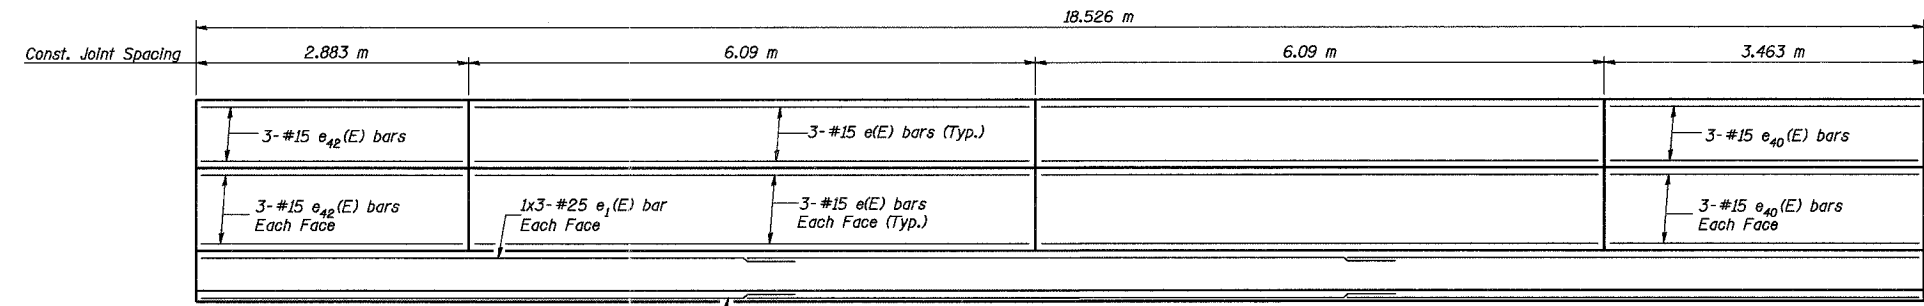 18.526 m
Const. Joint Spacing 2.883 m 6.09 m 6.09 m 3.463 m
3-#15 e42(E) bars
3-#15 e(E) bars (Typ.)
3-#15 e40(E) bars
3-#15 e42(E) bars
Each Face
1x3-#25 e1(E) bar
Each Face
3-#15 e(E) bars
Each Face (Typ.)
3-#15 e40(E) bars
Each Face